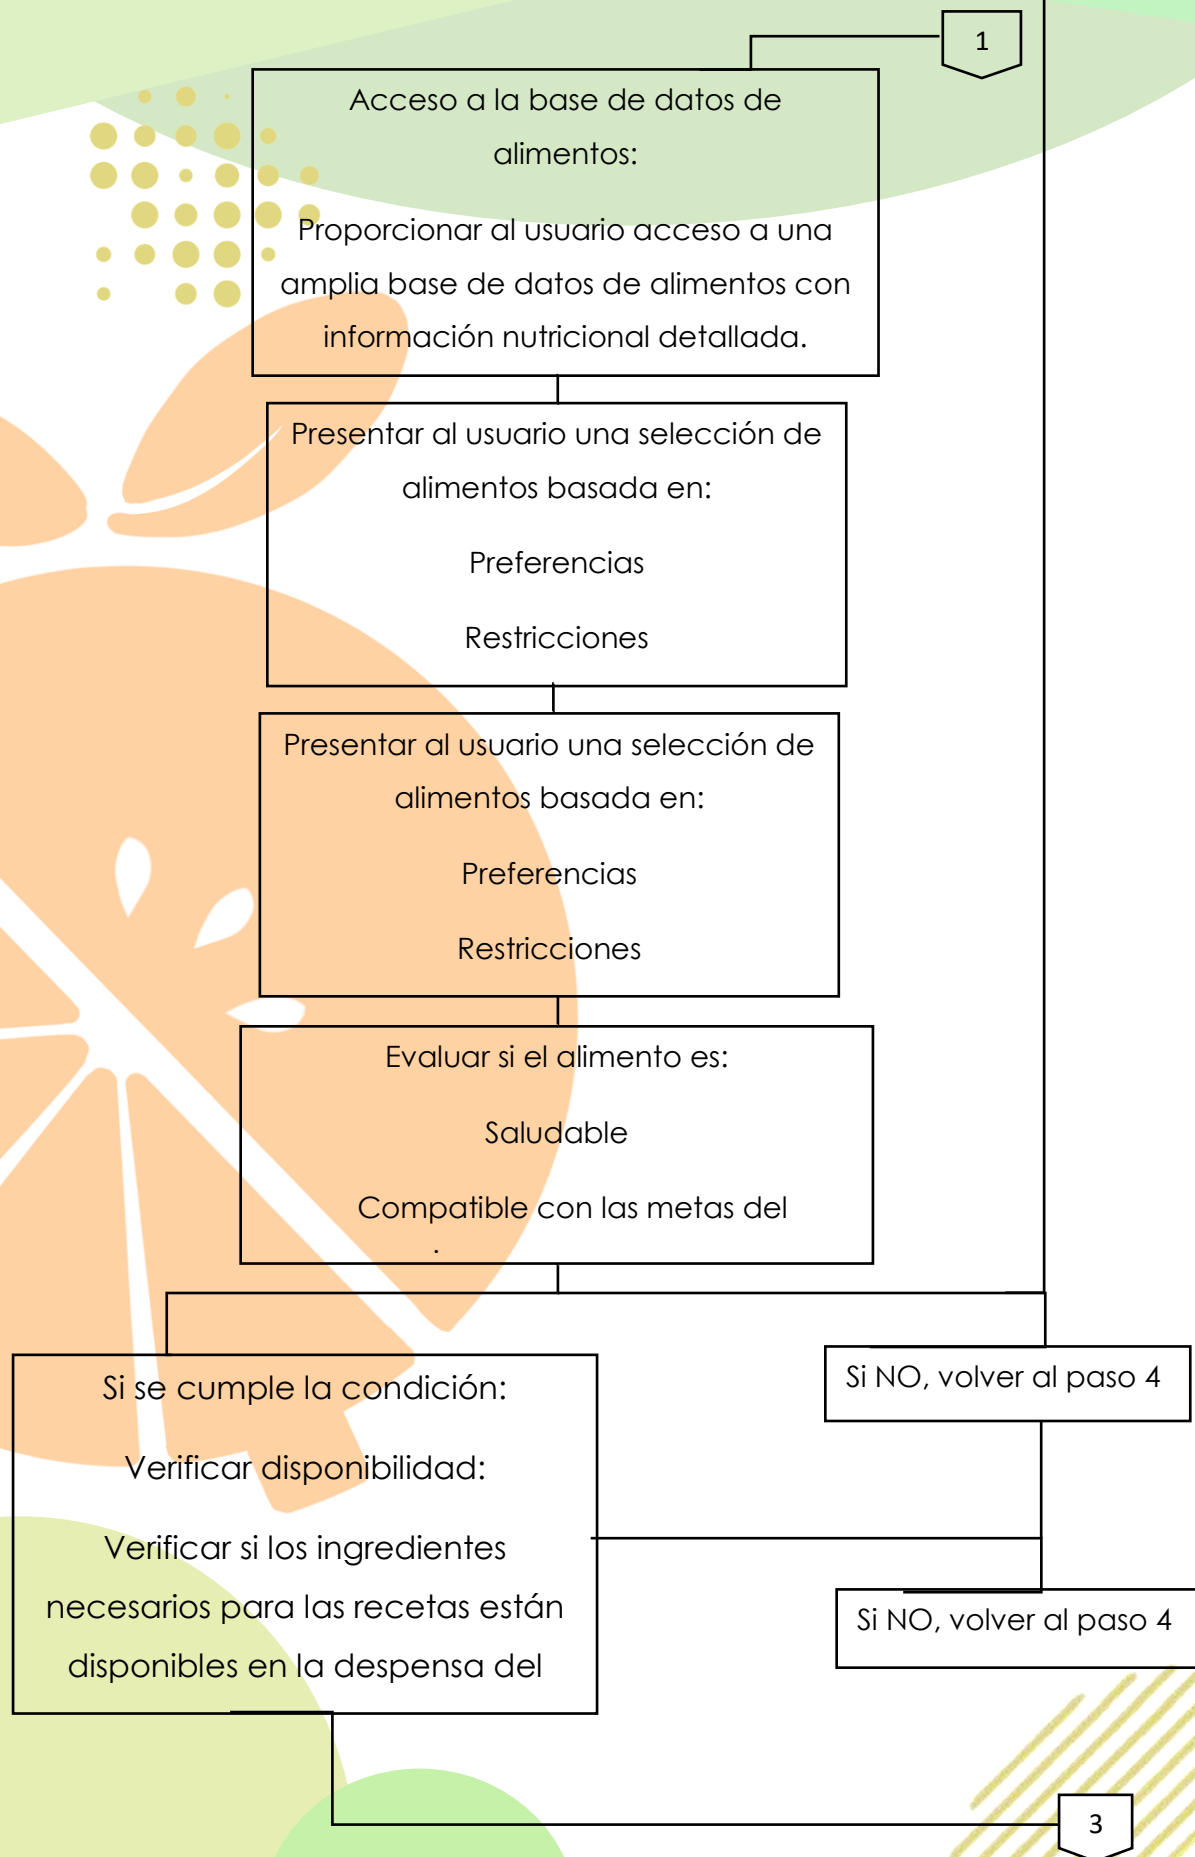 1
Acceso a la base de datos de
alimentos:
Proporcionar al usuario acceso a una
amplia base de datos de alimentos con
información nutricional detallada.
Presentar al usuario una selección de
alimentos basada en:
Preferencias
Restricciones
Presentar al usuario una selección de
alimentos basada en:
Preferencias
Restricciones
Evaluar si el alimento es:
Saludable
Compatible con las metas del
Si se cumple la condición:
Verificar disponibilidad:
Verificar si los ingredientes
necesarios para las recetas están
disponibles en la despensa del
Si NO, volver al paso 4
Si NO, volver al paso 4
3